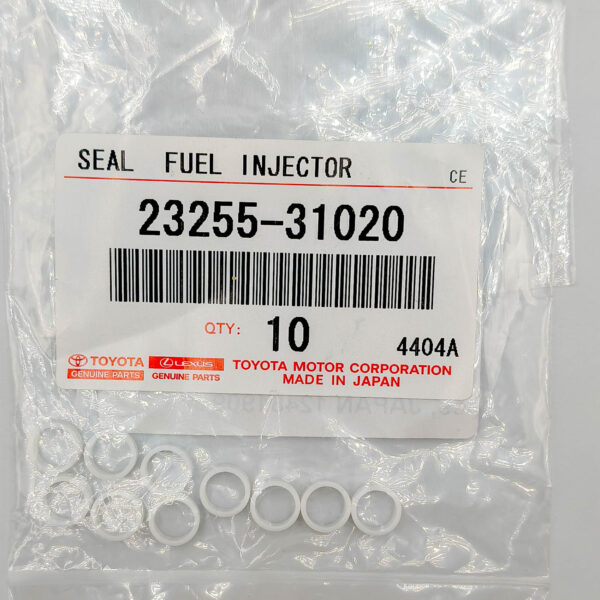 SEAL FUEL INJECTOR
CE
23255-31020
QTY: 10
4404A
TOYOTA LEXUS
GENUINE PARTS GENUINE PARTS
TOYOTA MOTOR CORPORATION
MADE IN JAPAN
JAPAN